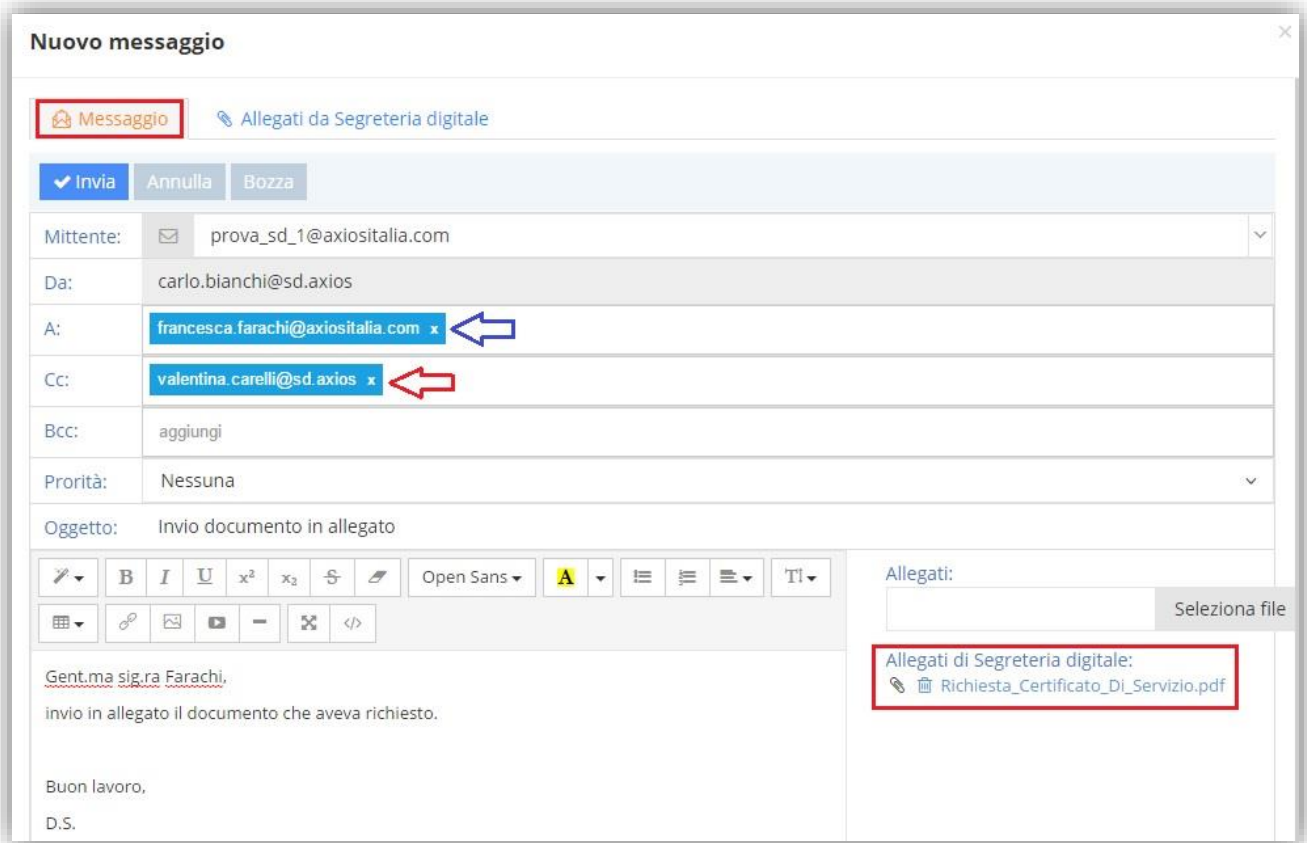 Nuovo messaggio
×
Messaggio
Allegati da Segreteria digitale
Invia Annulla Bozza
Mittente: prova_sd_1@axiositalia.com
Da: carlo.bianchi@sd.axios
A: francesca.farachi@axiositalia.com x
Cc: valentina.carelli@sd.axios x
Bcc: aggiungi
Prorità: Nessuna
Oggetto: Invio documento in allegato
B I U x² x₂ S Open Sans A TI
</>
Allegati:
Seleziona file
Allegati di Segreteria digitale:
Richiesta_Certificato_Di_Servizio.pdf
Gent.ma sig.ra Farachi,
invio in allegato il documento che aveva richiesto.
Buon lavoro,
D.S.